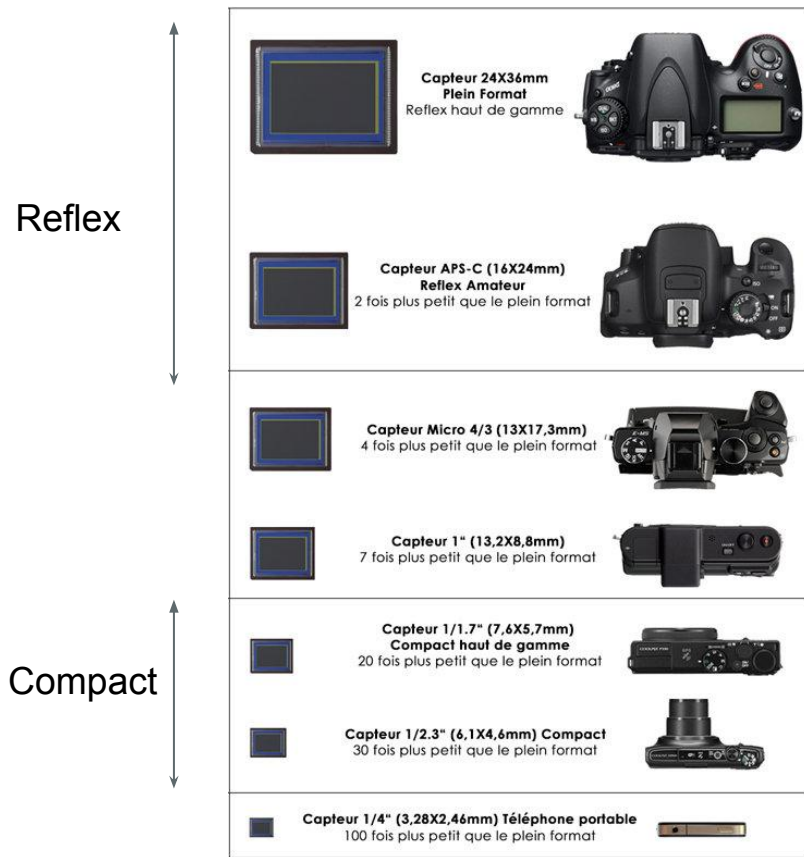 Reflex
Capteur 24X36mm
Plein Format
Reflex haut de gamme
Capteur APS-C (16X24mm)
Reflex Amateur
2 fois plus petit que le plein format
Capteur Micro 4/3 (13X17,3mm)
4 fois plus petit que le plein format
Capteur 1“ (13,2X8,8mm)
7 fois plus petit que le plein format
Compact
Capteur 1/1.7“ (7,6X5,7mm)
Compact haut de gamme
20 fois plus petit que le plein format
Capteur 1/2.3“ (6,1X4,6mm) Compact
30 fois plus petit que le plein format
Capteur 1/4“ (3,28X2,46mm) Téléphone portable
100 fois plus petit que le plein format